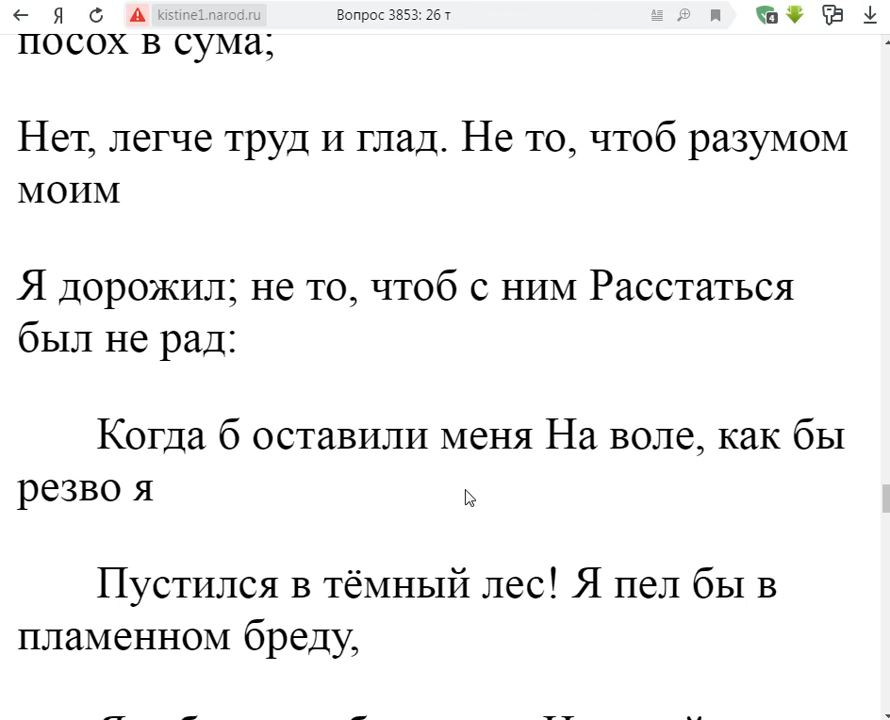 Я
kistine1.narod.ru
Вопрос 3853: 26 т
4
посох в сума;
Нет, легче труд и глад. Не то, чтоб разумом
моим
Я дорожил; не то, чтоб с ним Расстаться
был не рад:
Когда б оставили меня На воле, как бы
резво я
Пустился в тёмный лес! Я пел бы в
пламенном бреду,